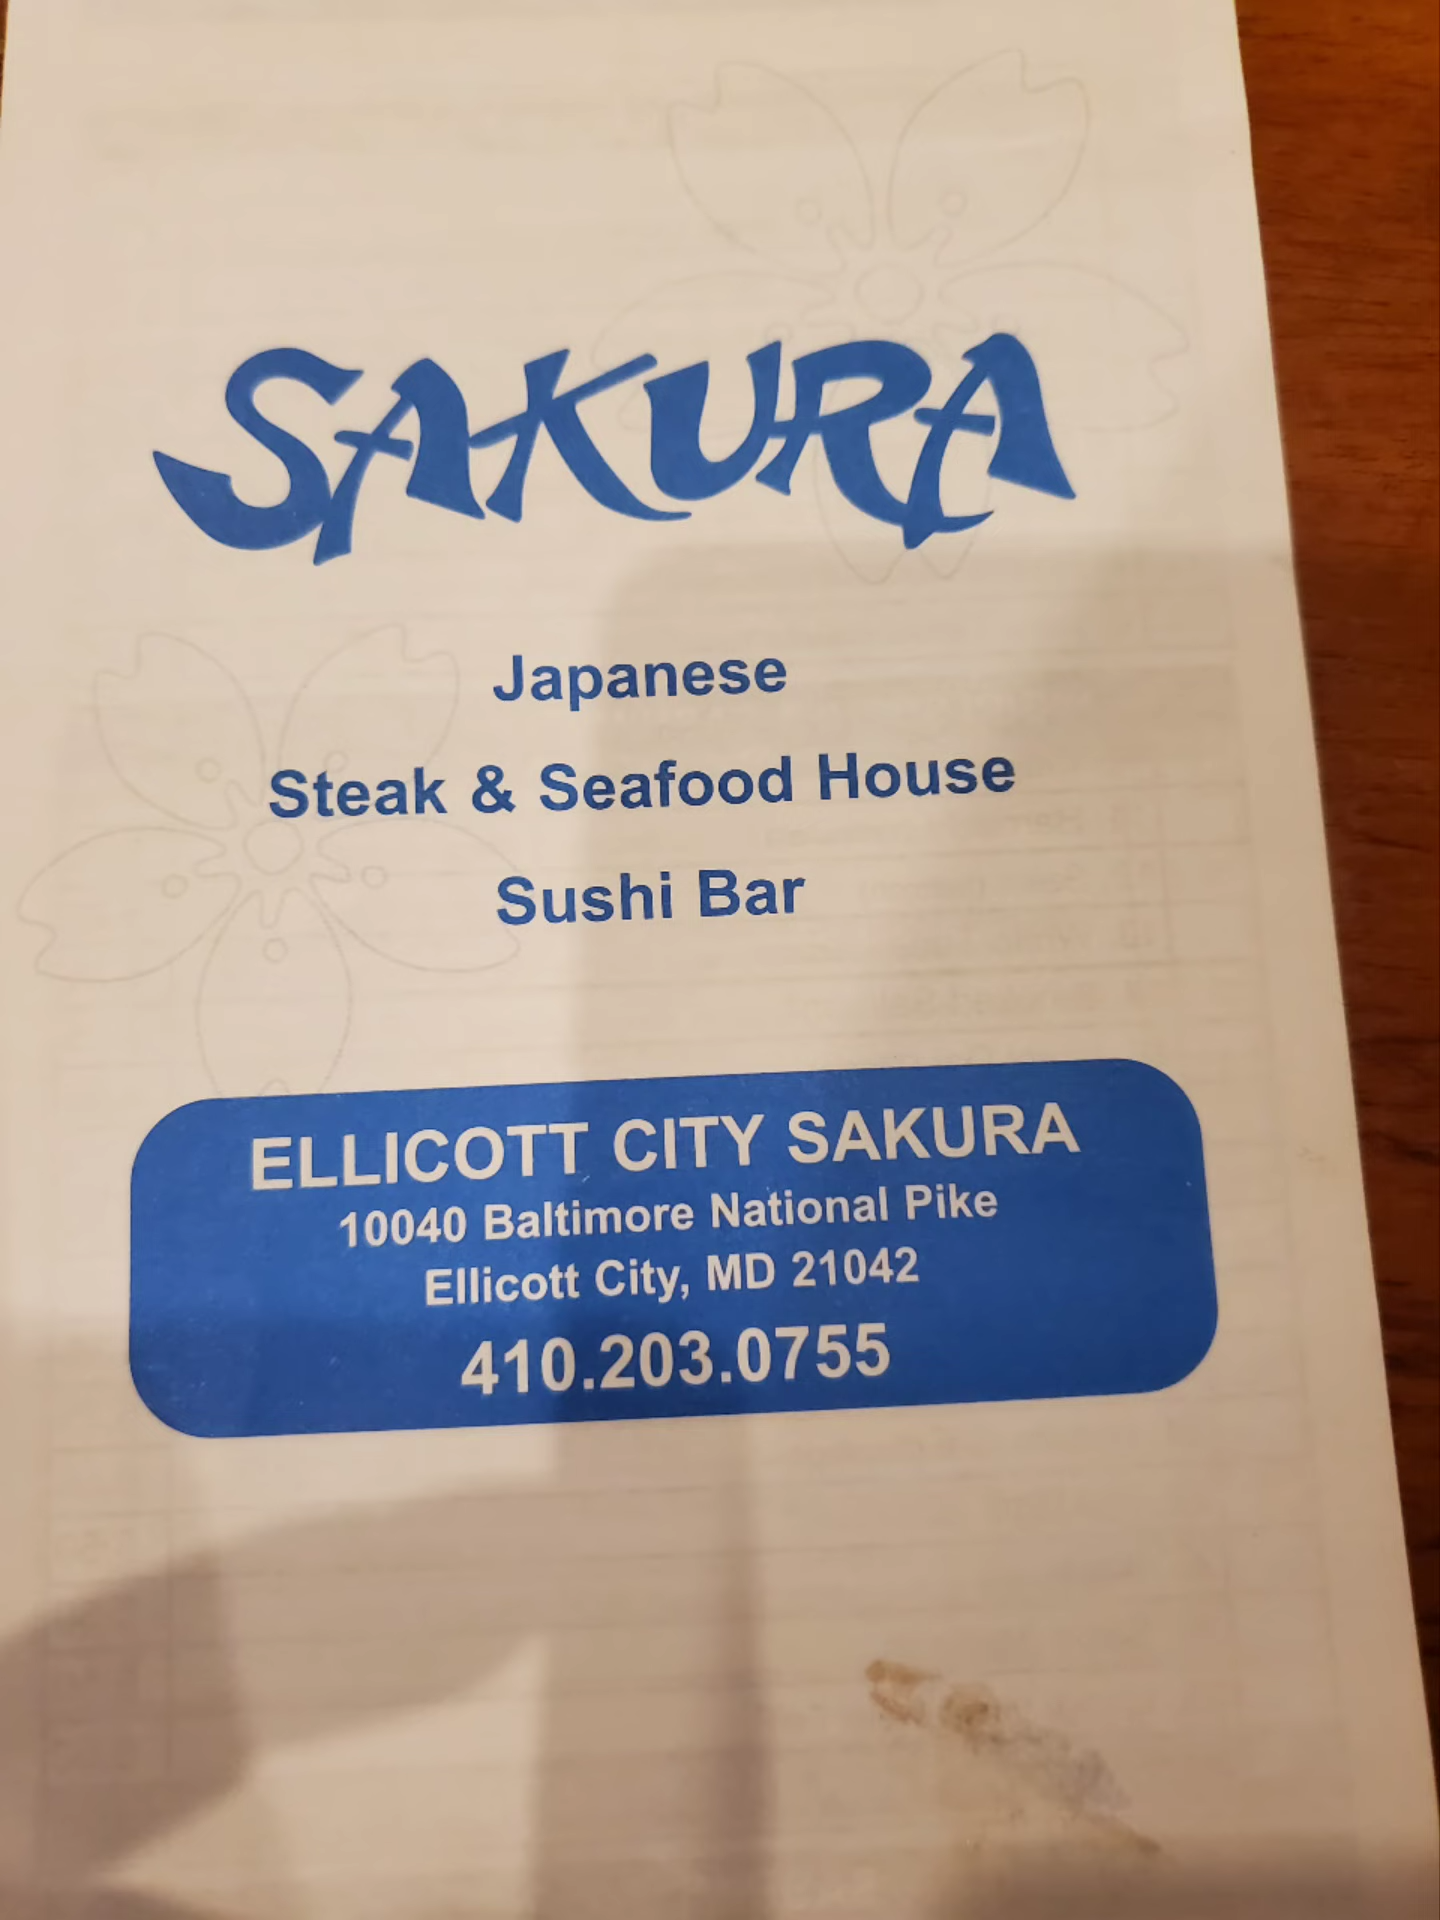 SAKURA
Japanese
Steak & Seafood House
Sushi Bar
ELLICOTT CITY SAKURA
10040 Baltimore National Pike
Ellicott City, MD 21042
410.203.0755